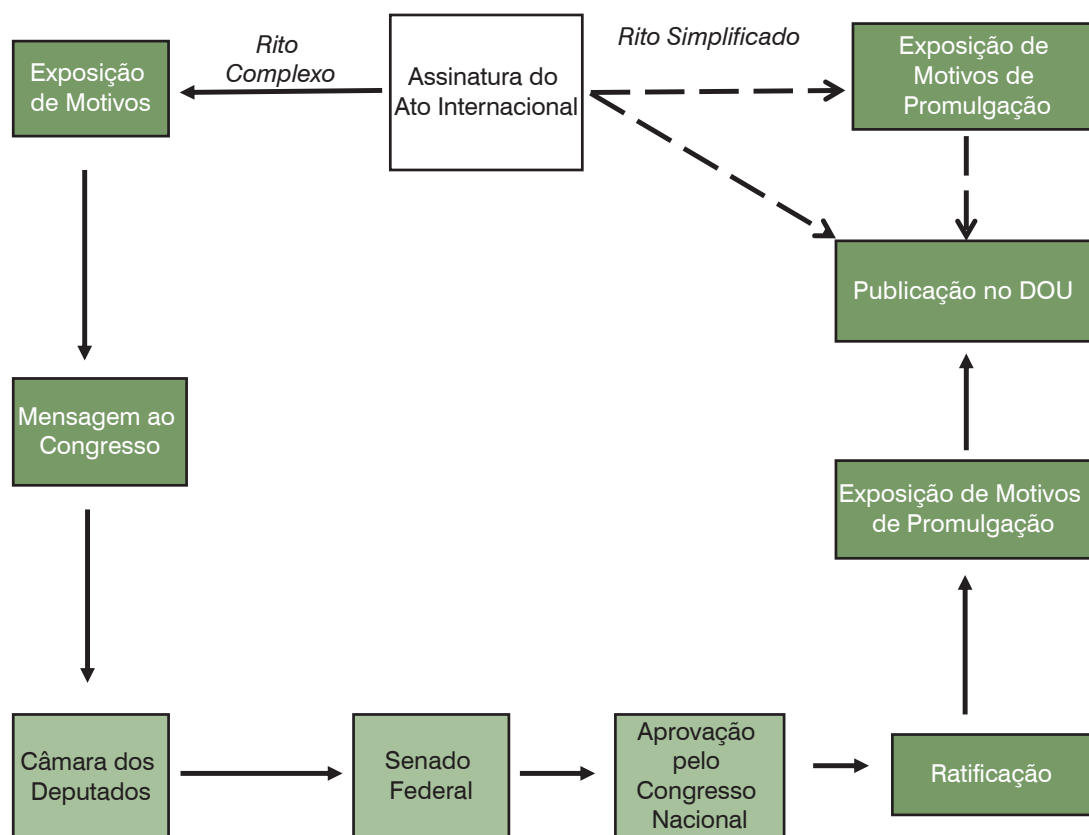 Exposição
de Motivos
Rito
Complexo
Assinatura do
Ato Internacional
Rito Simplificado
Exposição de
Motivos de
Promulgação
Publicação no DOU
Mensagem ao
Congresso
Exposição de Motivos
de Promulgação
Câmara dos
Deputados
Senado
Federal
Aprovação
pelo
Congresso
Nacional
Ratificação